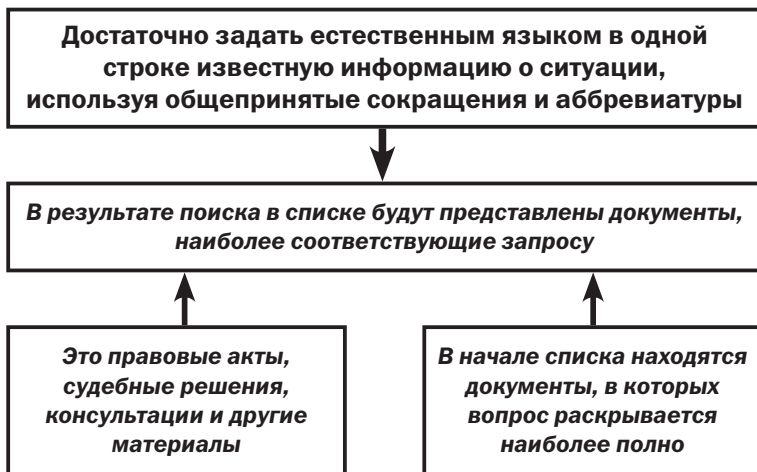 Достаточно задать естественным языком в одной
строке известную информацию о ситуации,
используя общепринятые сокращения и аббревиатуры
В результате поиска в списке будут представлены документы,
наиболее соответствующие запросу
Это правовые акты,
судебные решения,
консультации и другие
материалы
В начале списка находятся
документы, в которых
вопрос раскрывается
наиболее полно